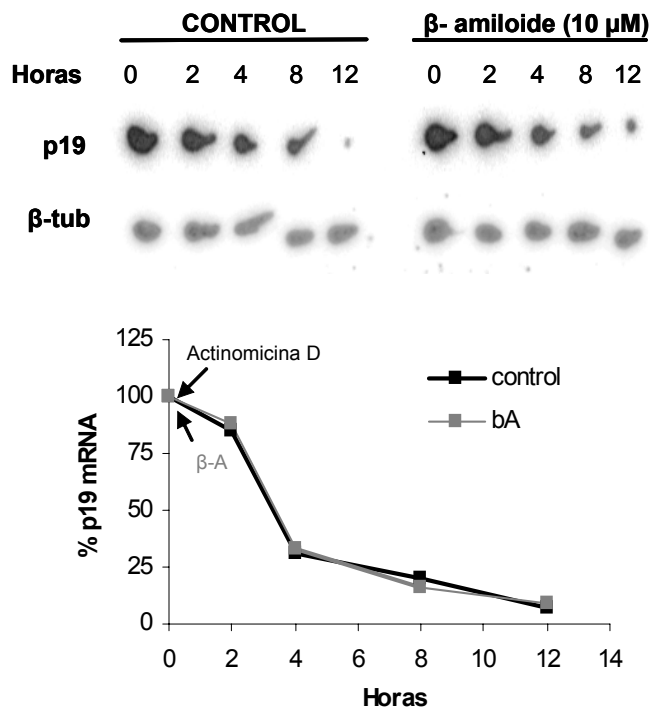 CONTROL β- amiloide (10 µM)
Horas 0 2 4 8 12 0 2 4 8 12
p19
β-tub
125
Actinomicina D
control
100
bA
75
β-A
50
25
0
% p19 mRNA
0 2 4 6 8 10 12 14
Horas